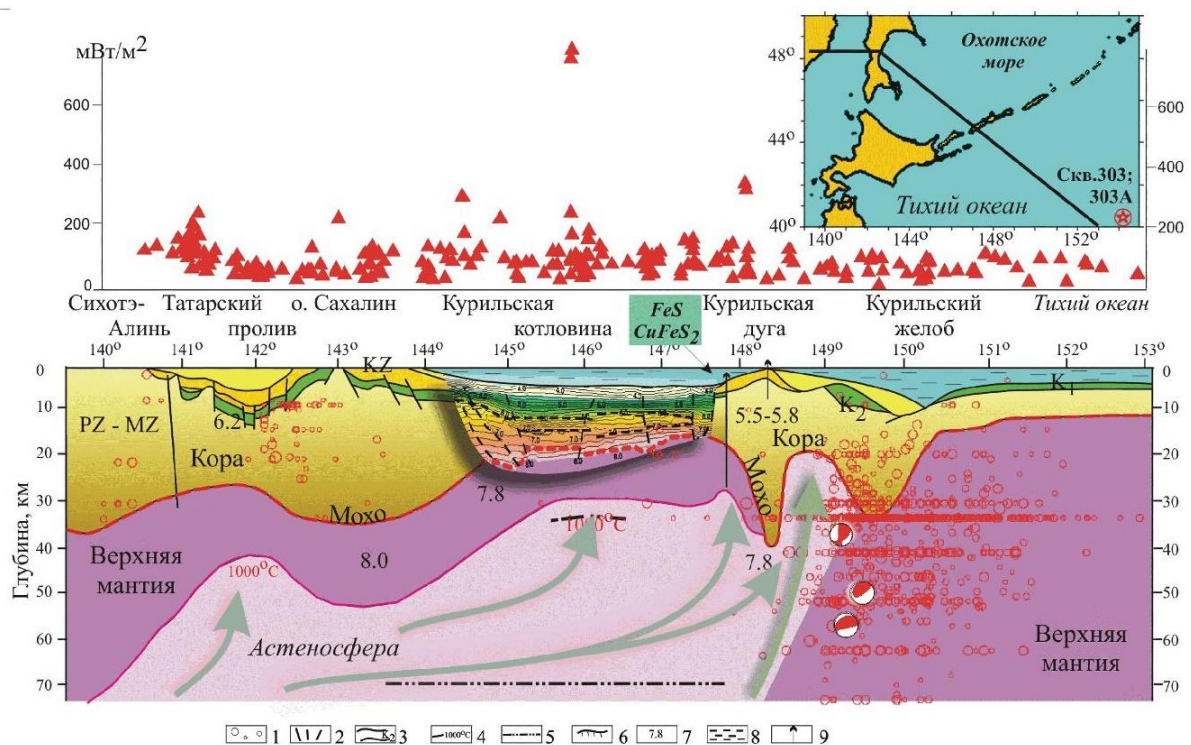 мВт/м²
600
400
200
0
48°
44°
40°
140° 144° 148° 152°
Охотское
море
Скв.303;
303А
Тихий океан
600
400
200
Сихотэ- Татарский о. Сахалин Курильская Курильская Курильский Тихий океан
Алинь пролив котловина дуга желоб
FeS
CuFeS₂
140° 141° 142° 143° 144° 145° 146° 147° 148° 149° 150° 151° 152° 153°
Глубина, км
0
10
20
30
40
50
60
70
KZ
K₁
K₂
6.2
5.5-5.8
PZ - MZ
Кора
Кора
7.8
Мохо
Мохо
1000°C
Верхняя
мантия
8.0
7.8
1000°C
Астеносфера
Верхняя
мантия
0
10
20
30
40
50
60
70
1 2 K₂ 3 1000°C 4 5 6 7.8 7 8 9